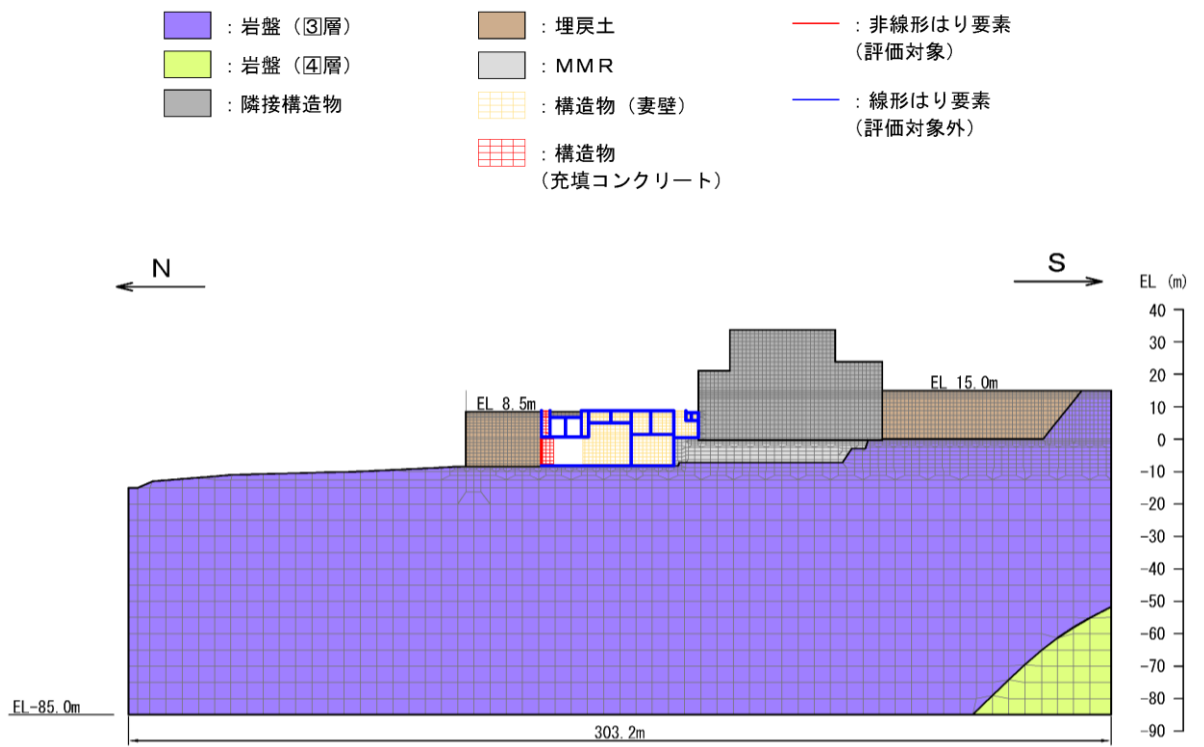 ：岩盤（③層）
：岩盤（④層）
：隣接構造物
：埋戻土
：ＭＭＲ
：構造物（妻壁）
：構造物
（充填コンクリート）
：非線形はり要素
（評価対象）
：線形はり要素
（評価対象外）
N
S
EL (m)
40
30
20
10
0
-10
-20
-30
-40
-50
-60
-70
-80
-90
EL 8.5m
EL 15.0m
EL-85.0m
303.2m